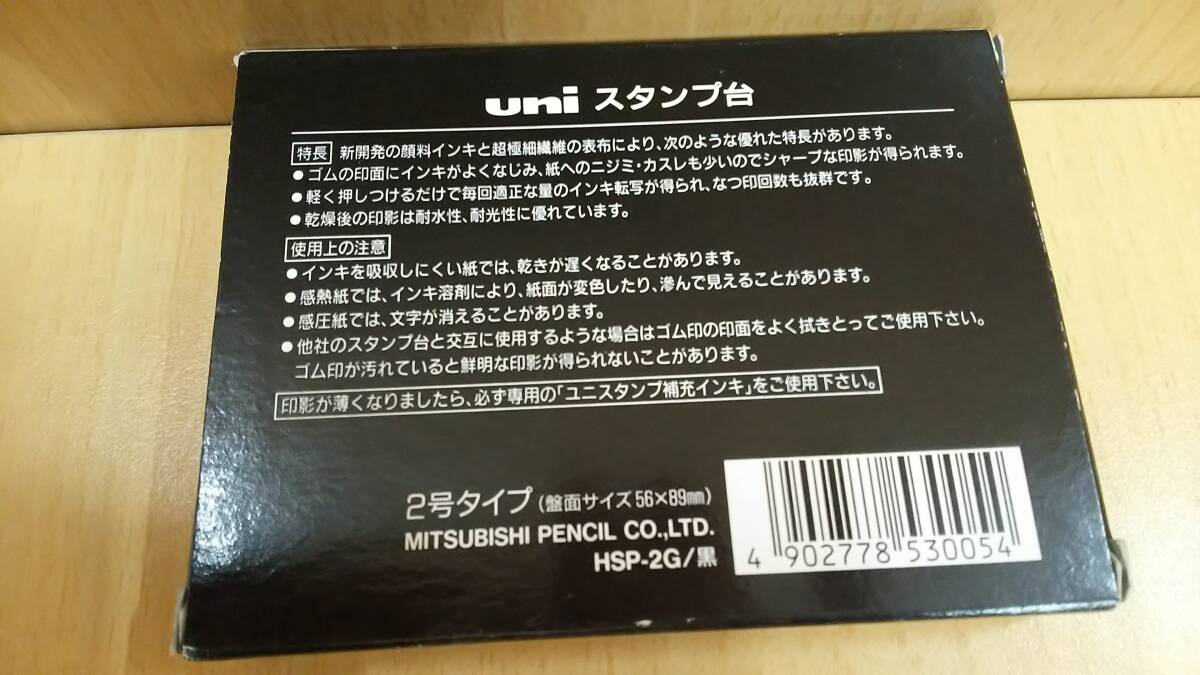 uni スタンプ台
特長 新開発の顔料インキと超極細繊維の表布により、次のような優れた特長があります。
●ゴムの印面にインキがよくなじみ、紙へのニジミ・カスレも少いのでシャープな印影が得られます。
●軽く押しつけるだけで毎回適正な量のインキ転写が得られ、なつ印回数も抜群です。
●乾燥後の印影は耐水性、耐光性に優れています。
使用上の注意
●インキを吸収しにくい紙では、乾きが遅くなることがあります。
●感熱紙では、インキ溶剤により、紙面が変色したり、滲んで見えることがあります。
●感圧紙では、文字が消えることがあります。
●他社のスタンプ台と交互に使用するような場合はゴム印の印面をよく拭きとってご使用下さい。
ゴム印が汚れていると鮮明な印影が得られないことがあります。
印影が薄くなりましたら、必ず専用の「ユニスタンプ補充インキ」をご使用下さい。
2号タイプ(盤面サイズ56×89mm)
MITSUBISHI PENCIL CO.,LTD.
HSP-2G/黒
4 902778 530054